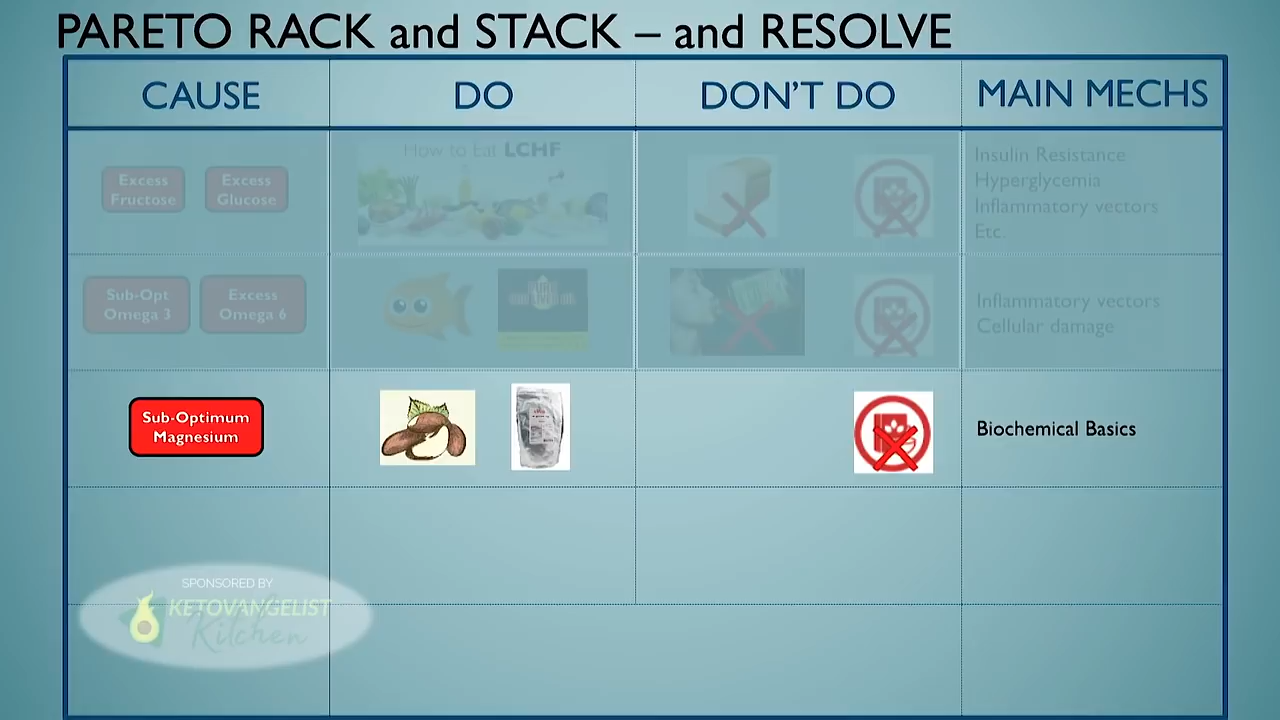 PARETO RACK and STACK – and RESOLVE
CAUSE
DO
DON'T DO
MAIN MECHS
Excess
Fructose
Excess
Glucose
How to Eat LCHF
Insulin Resistance
Hyperglycemia
Inflammatory vectors
Etc.
Sub-Opt
Omega 3
Excess
Omega 6
Inflammatory vectors
Cellular damage
Sub-Optimum
Magnesium
Biochemical Basics
SPONSORED BY
KETOVANGELIST
Kitchen